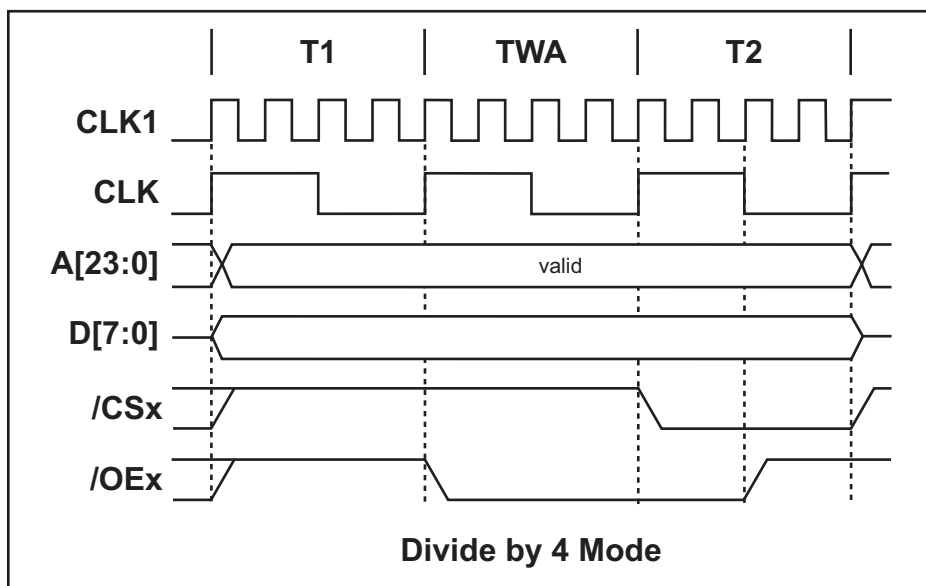 T1 TWA T2
CLK1
CLK
A[23:0] valid
D[7:0]
/CSx
/OEx
Divide by 4 Mode